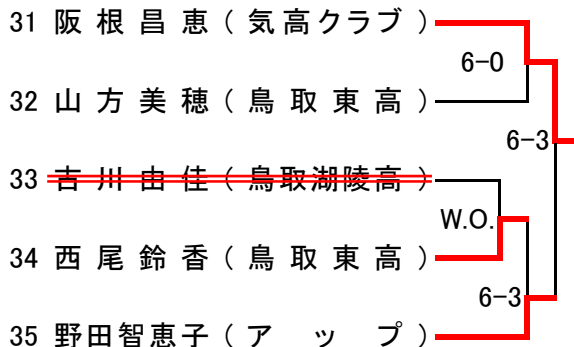 31 阪根昌恵(気高クラブ)
6-0
32 山方美穂(鳥取東高)
6-3
33 吉川由佳(鳥取湖陵高)
W.O.
34 西尾鈴香(鳥取東高)
6-3
35 野田智恵子(アップ)